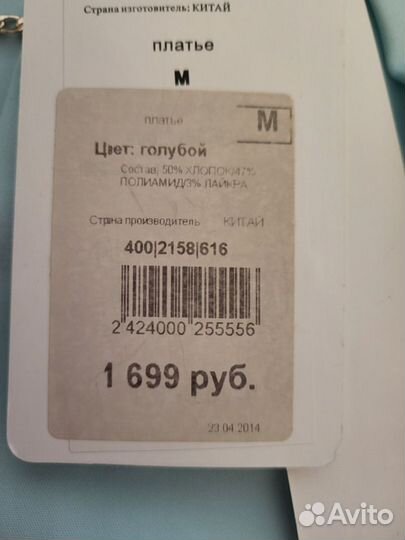 Страна изготовитель: КИТАЙ
платье
М
платье
М
Цвет: голубой
Состав: 50% ХЛОПОК/47%
ПОЛИАМИД/3% ЛАЙКРА
Страна производитель КИТАЙ
400|2158|616
2 424000 255556
1 699 руб.
23.04.2014
Avito